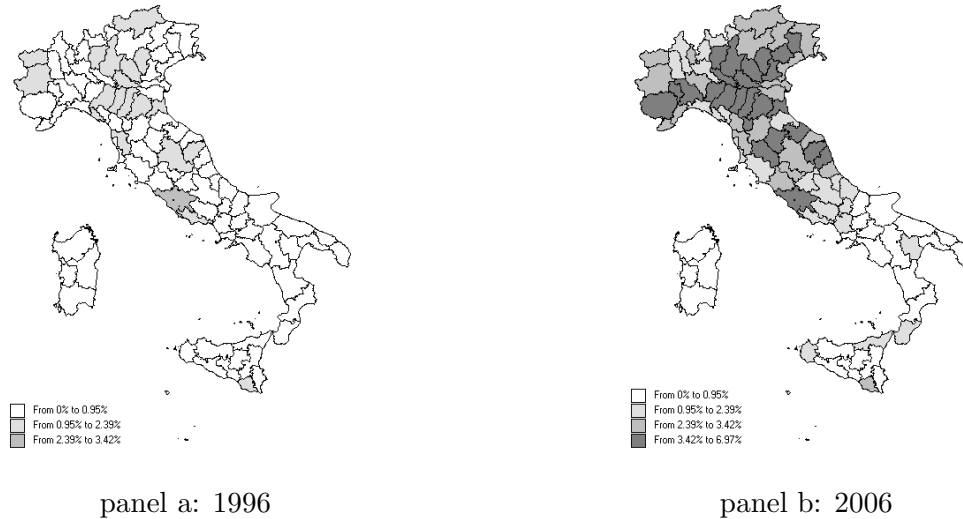 From 0% to 0.95%
From 0.95% to 2.39%
From 2.39% to 3.42%
From 0% to 0.95%
From 0.95% to 2.39%
From 2.39% to 3.42%
From 3.42% to 6.97%
panel a: 1996
panel b: 2006